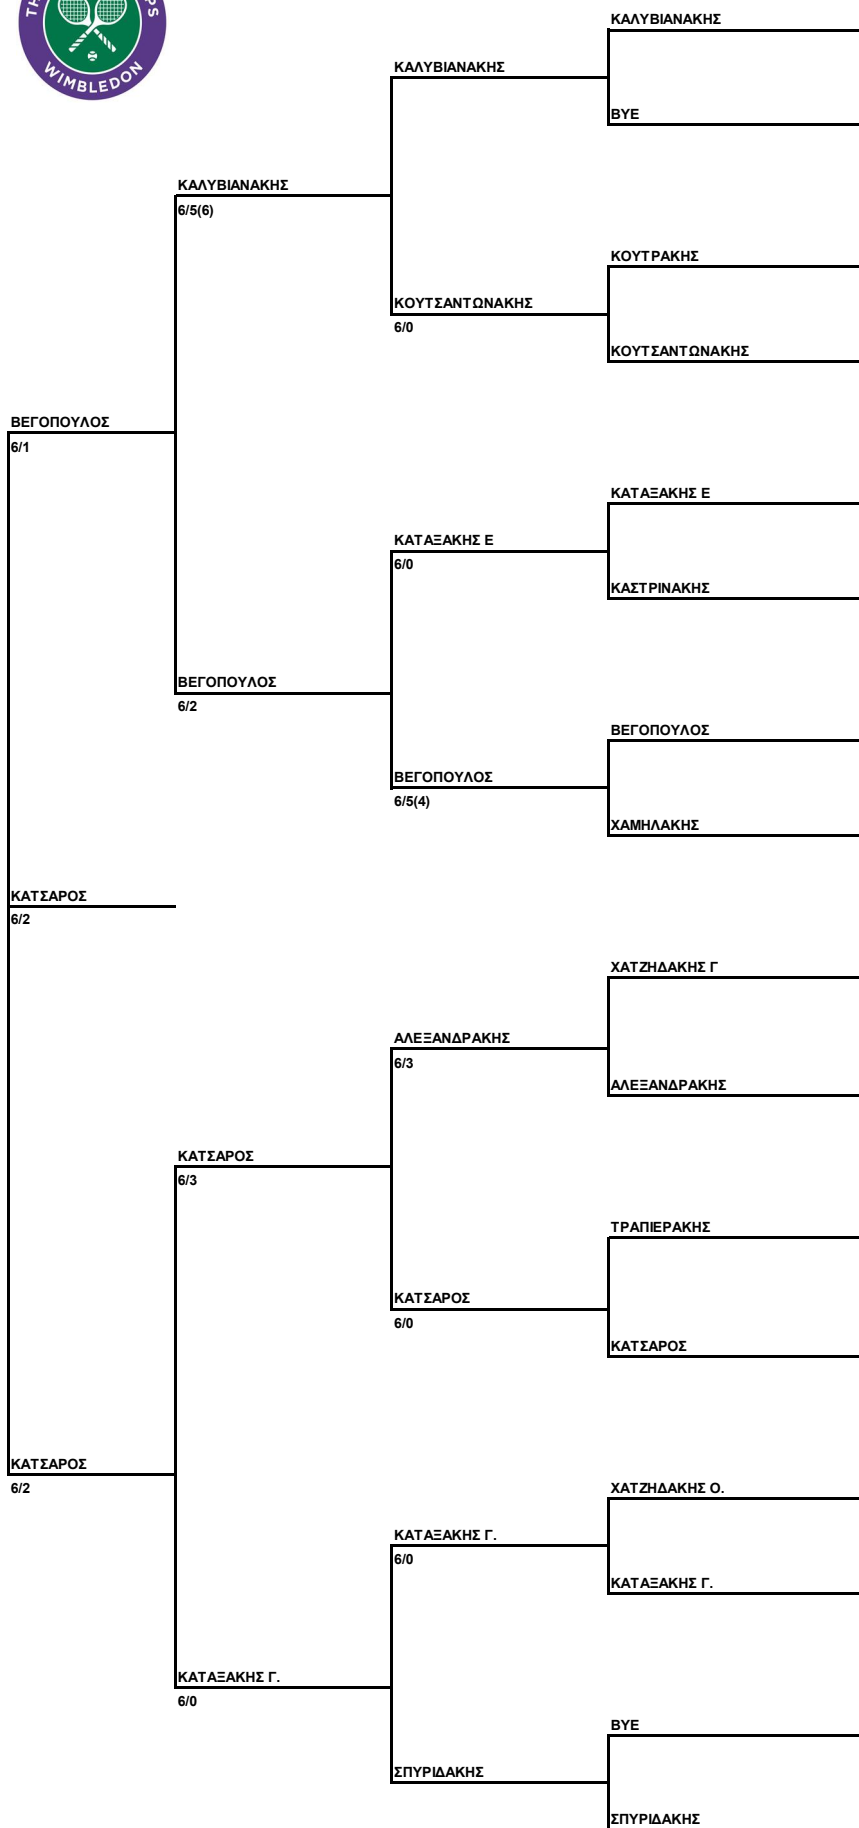 WIMBLEDON
ΚΑΛΥΒΙΑΝΑΚΗΣ
ΚΑΛΥΒΙΑΝΑΚΗΣ
BYE
ΚΑΛΥΒΙΑΝΑΚΗΣ
6/5(6)
ΚΟΥΤΡΑΚΗΣ
ΚΟΥΤΣΑΝΤΩΝΑΚΗΣ
6/0
ΚΟΥΤΣΑΝΤΩΝΑΚΗΣ
ΒΕΓΟΠΟΥΛΟΣ
6/1
ΚΑΤΑΞΑΚΗΣ Ε
ΚΑΤΑΞΑΚΗΣ Ε
6/0
ΚΑΣΤΡΙΝΑΚΗΣ
ΒΕΓΟΠΟΥΛΟΣ
6/2
ΒΕΓΟΠΟΥΛΟΣ
ΒΕΓΟΠΟΥΛΟΣ
6/5(4)
ΧΑΜΗΛΑΚΗΣ
ΚΑΤΣΑΡΟΣ
6/2
ΧΑΤΖΗΔΑΚΗΣ Γ
ΑΛΕΞΑΝΔΡΑΚΗΣ
6/3
ΑΛΕΞΑΝΔΡΑΚΗΣ
ΚΑΤΣΑΡΟΣ
6/3
ΤΡΑΠΙΕΡΑΚΗΣ
ΚΑΤΣΑΡΟΣ
6/0
ΚΑΤΣΑΡΟΣ
ΚΑΤΣΑΡΟΣ
6/2
ΧΑΤΖΗΔΑΚΗΣ Ο.
ΚΑΤΑΞΑΚΗΣ Γ.
6/0
ΚΑΤΑΞΑΚΗΣ Γ.
ΚΑΤΑΞΑΚΗΣ Γ.
6/0
BYE
ΣΠΥΡΙΔΑΚΗΣ
ΣΠΥΡΙΔΑΚΗΣ